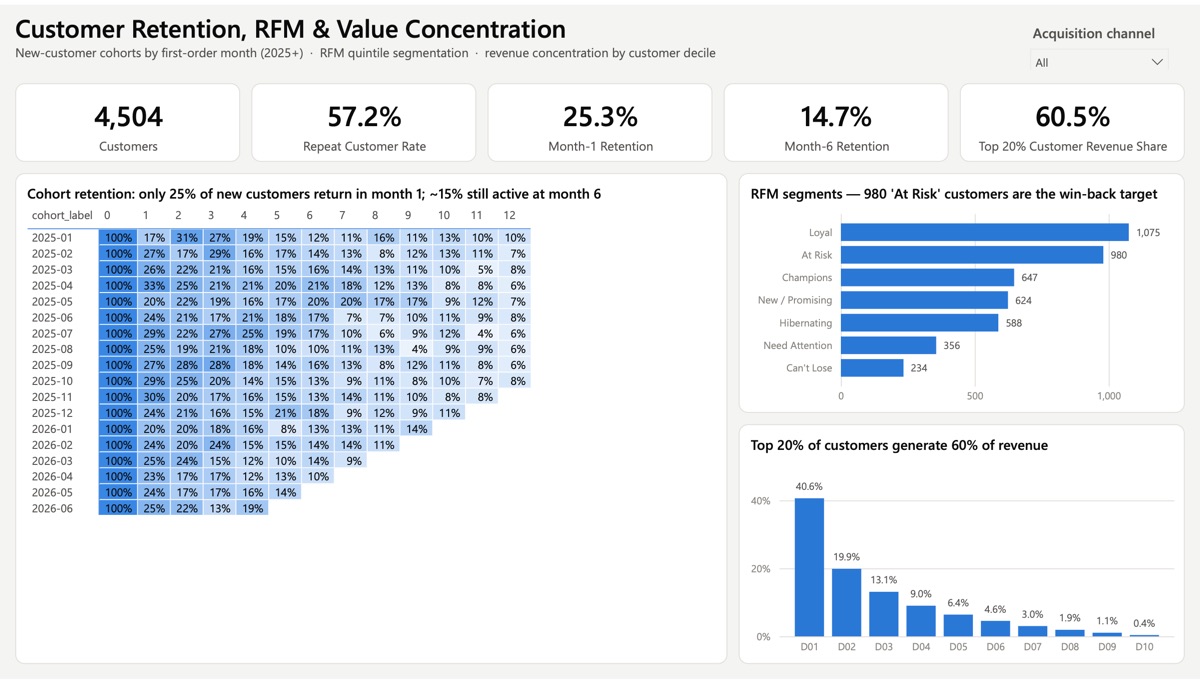 Customer Retention, RFM & Value Concentration
New-customer cohorts by first-order month (2025+) · RFM quintile segmentation · revenue concentration by customer decile
Acquisition channel
All
4,504
Customers
57.2%
Repeat Customer Rate
25.3%
Month-1 Retention
14.7%
Month-6 Retention
60.5%
Top 20% Customer Revenue Share
Cohort retention: only 25% of new customers return in month 1; ~15% still active at month 6
cohort_label 0 1 2 3 4 5 6 7 8 9 10 11 12
2025-01 100% 17% 31% 27% 19% 15% 12% 11% 16% 11% 13% 10% 10%
2025-02 100% 27% 17% 29% 16% 17% 14% 13% 8% 12% 13% 11% 7%
2025-03 100% 26% 22% 21% 16% 15% 16% 14% 13% 11% 10% 5% 8%
2025-04 100% 33% 25% 21% 21% 20% 21% 18% 12% 13% 8% 8% 6%
2025-05 100% 20% 22% 19% 16% 17% 20% 20% 17% 17% 9% 12% 7%
2025-06 100% 24% 21% 17% 21% 18% 17% 7% 7% 10% 11% 9% 8%
2025-07 100% 29% 22% 27% 25% 19% 17% 10% 6% 9% 12% 4% 6%
2025-08 100% 25% 19% 21% 18% 10% 10% 11% 13% 4% 9% 9% 6%
2025-09 100% 27% 28% 28% 18% 14% 16% 13% 8% 12% 11% 8% 6%
2025-10 100% 29% 25% 20% 14% 15% 13% 9% 11% 8% 10% 7% 8%
2025-11 100% 30% 20% 17% 16% 15% 13% 14% 11% 10% 8% 8%
2025-12 100% 24% 21% 16% 15% 21% 18% 9% 12% 9% 11%
2026-01 100% 20% 20% 18% 16% 8% 13% 13% 11% 14%
2026-02 100% 24% 20% 24% 15% 15% 14% 14% 11%
2026-03 100% 25% 24% 15% 12% 10% 14% 9%
2026-04 100% 23% 17% 17% 12% 13% 10%
2026-05 100% 24% 17% 17% 16% 14%
2026-06 100% 25% 22% 13% 19%
RFM segments — 980 'At Risk' customers are the win-back target
Loyal 1,075
At Risk 980
Champions 647
New / Promising 624
Hibernating 588
Need Attention 356
Can't Lose 234
0 500 1,000
Top 20% of customers generate 60% of revenue
40%
20%
0%
40.6% 19.9% 13.1% 9.0% 6.4% 4.6% 3.0% 1.9% 1.1% 0.4%
D01 D02 D03 D04 D05 D06 D07 D08 D09 D10